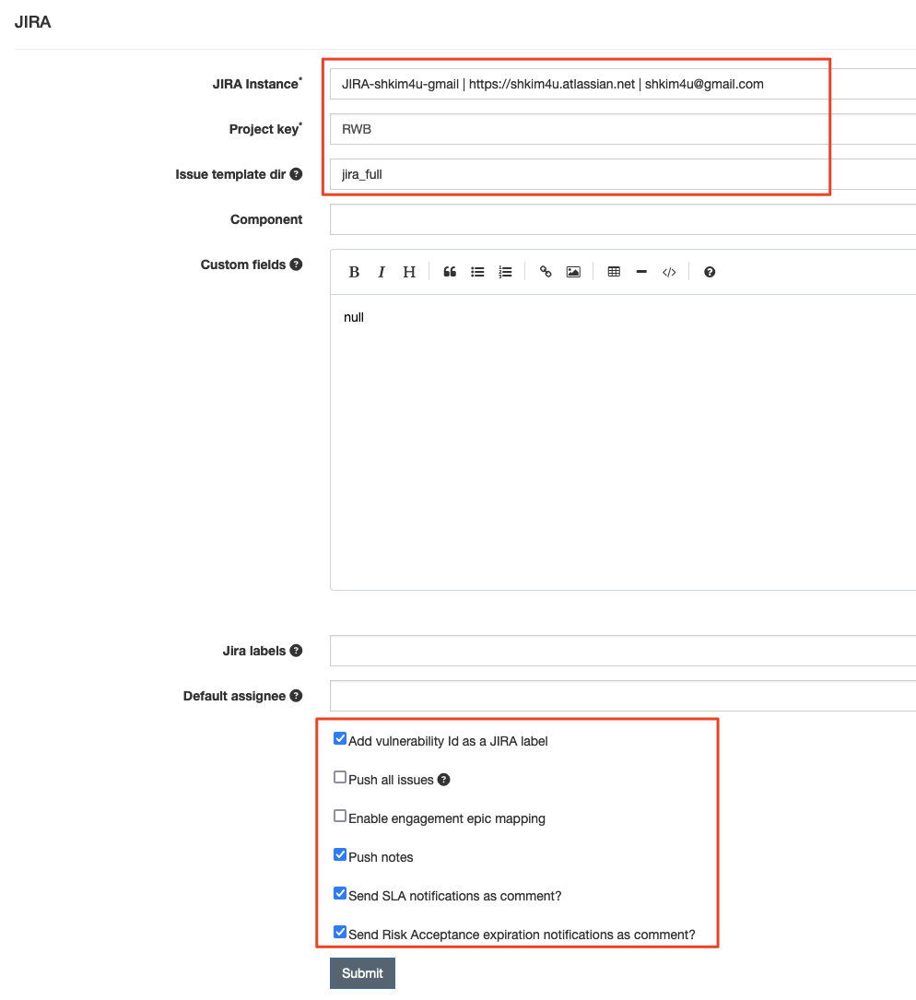 JIRA
JIRA Instance* JIRA-shkim4u-gmail | https://shkim4u.atlassian.net | shkim4u@gmail.com
Project key* RWB
Issue template dir jira_full
Component
Custom fields
B I H
null
Jira labels
Default assignee
Add vulnerability Id as a JIRA label
Push all issues
Enable engagement epic mapping
Push notes
Send SLA notifications as comment?
Send Risk Acceptance expiration notifications as comment?
Submit